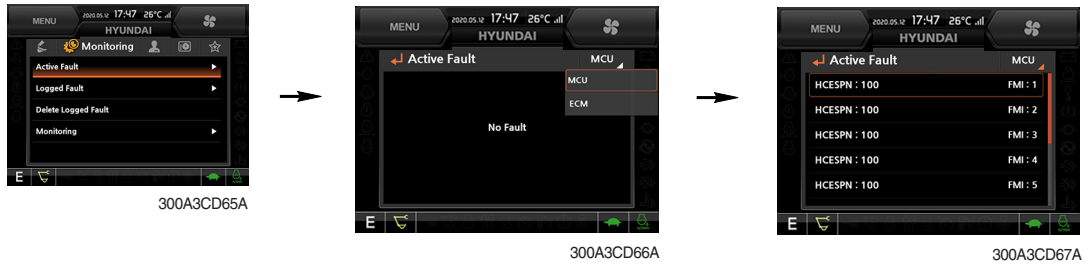 MENU
2020.05.12 17:47 26°C
HYUNDAI
Monitoring
Active Fault
Logged Fault
Delete Logged Fault
Monitoring
E
300A3CD65A
MENU
2020.05.12 17:47 26°C
HYUNDAI
Active Fault MCU
MCU
ECM
No Fault
E
300A3CD66A
MENU
2020.05.12 17:47 26°C
HYUNDAI
Active Fault MCU
HCESPN : 100 FMI : 1
HCESPN : 100 FMI : 2
HCESPN : 100 FMI : 3
HCESPN : 100 FMI : 4
HCESPN : 100 FMI : 5
E
300A3CD67A